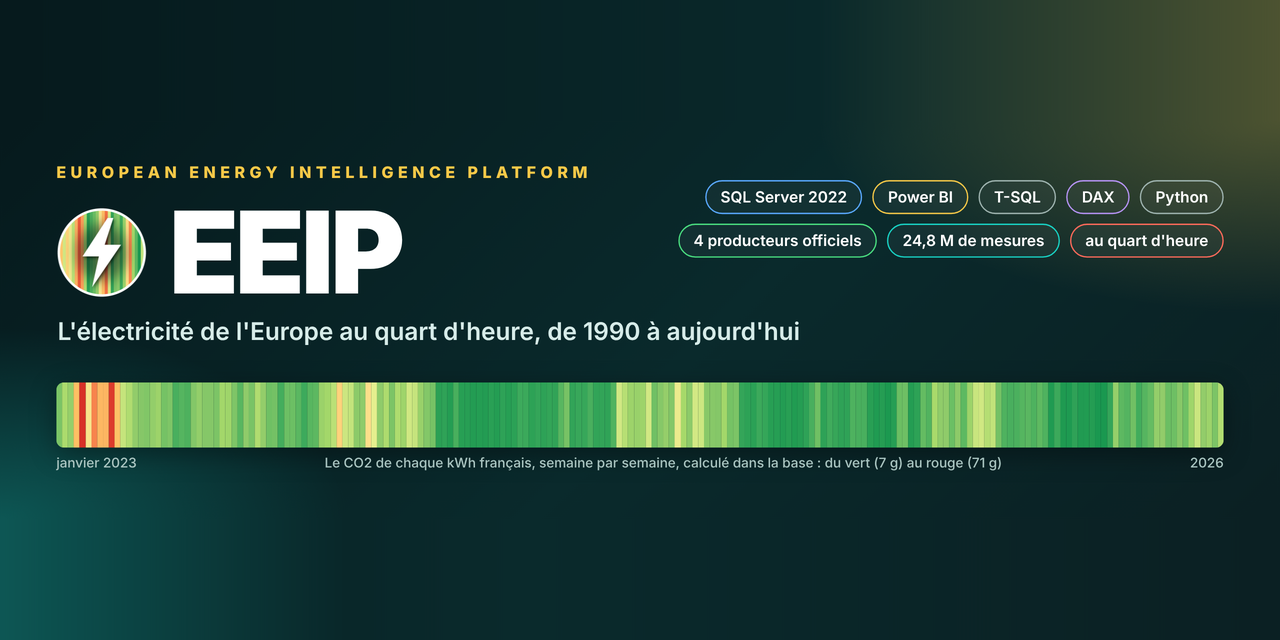 EUROPEAN ENERGY INTELLIGENCE PLATFORM
EEIP
SQL Server 2022
Power BI
T-SQL
DAX
Python
4 producteurs officiels
24,8 M de mesures
au quart d'heure
L'électricité de l'Europe au quart d'heure, de 1990 à aujourd'hui
janvier 2023
Le CO2 de chaque kWh français, semaine par semaine, calculé dans la base : du vert (7 g) au rouge (71 g)
2026